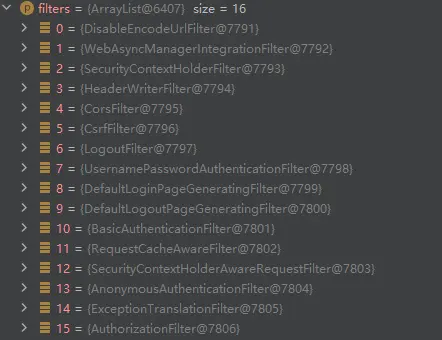 filters = {ArrayList@6407} size = 16
0 = {DisableEncodeUrlFilter@7791}
1 = {WebAsyncManagerIntegrationFilter@7792}
2 = {SecurityContextHolderFilter@7793}
3 = {HeaderWriterFilter@7794}
4 = {CorsFilter@7795}
5 = {CsrfFilter@7796}
6 = {LogoutFilter@7797}
7 = {UsernamePasswordAuthenticationFilter@7798}
8 = {DefaultLoginPageGeneratingFilter@7799}
9 = {DefaultLogoutPageGeneratingFilter@7800}
10 = {BasicAuthenticationFilter@7801}
11 = {RequestCacheAwareFilter@7802}
12 = {SecurityContextHolderAwareRequestFilter@7803}
13 = {AnonymousAuthenticationFilter@7804}
14 = {ExceptionTranslationFilter@7805}
15 = {AuthorizationFilter@7806}